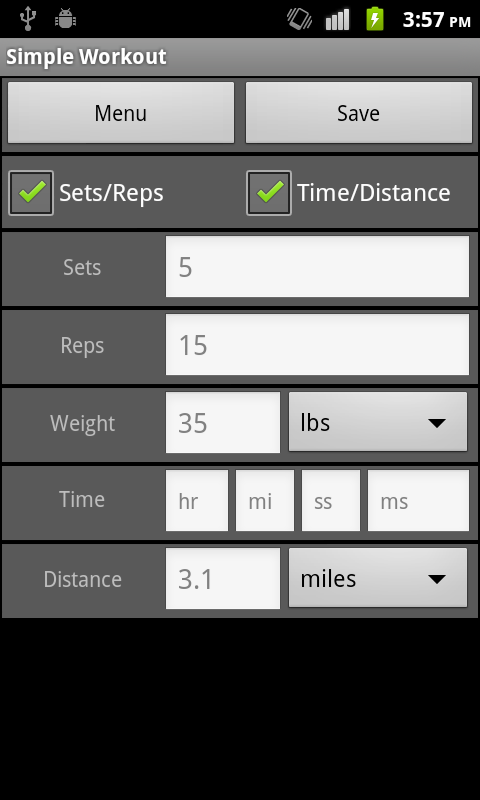 3:57 PM
Simple Workout
Menu Save
Sets/Reps Time/Distance
Sets 5
Reps 15
Weight 35 lbs
Time hr mi ss ms
Distance 3.1 miles